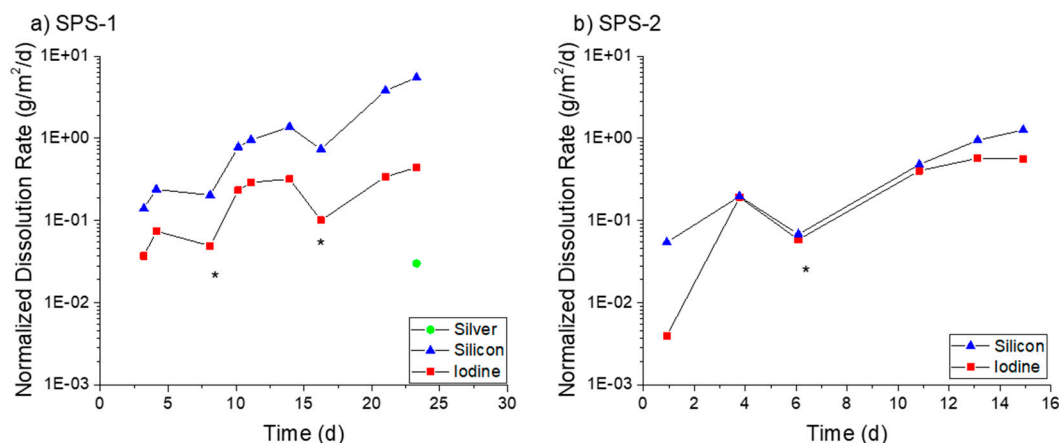 a) SPS-1
Normalized Dissolution Rate (g/m²/d)
1E+01
1E+00
1E-01
1E-02
1E-03
*
*
Silver
Silicon
Iodine
0 5 10 15 20 25 30
Time (d)
b) SPS-2
Normalized Dissolution Rate (g/m²/d)
1E+01
1E+00
1E-01
1E-02
1E-03
*
Silicon
Iodine
0 2 4 6 8 10 12 14 16
Time (d)